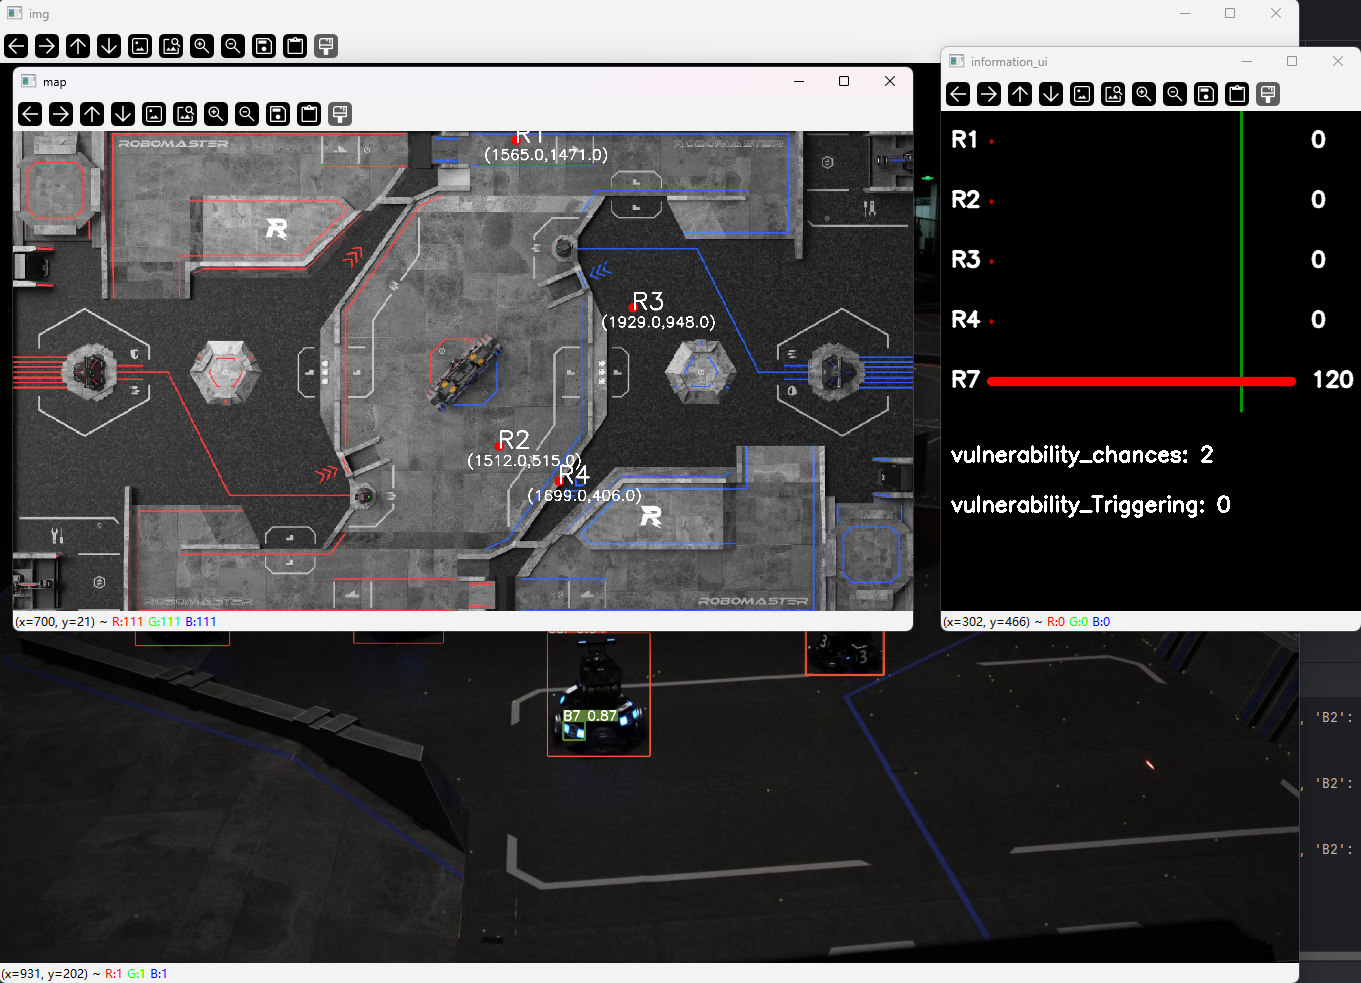 img
map
information_ui
ROBOMASTER
R1
(1565.0,1471.0)
R3
(1929.0,948.0)
R2
(1512.0,515.0)
R4
(1699.0,406.0)
ROBOMASTER
ROBOMASTER
(x=700, y=21) ~ R:111 G:111 B:111
R1 0
R2 0
R3 0
R4 0
R7 120
vulnerability_chances: 2
vulnerability_Triggering: 0
(x=302, y=466) ~ R:0 G:0 B:0
B7 0.87
3
3
, 'B2':
, 'B2':
, 'B2':
(x=931, y=202) ~ R:1 G:1 B:1